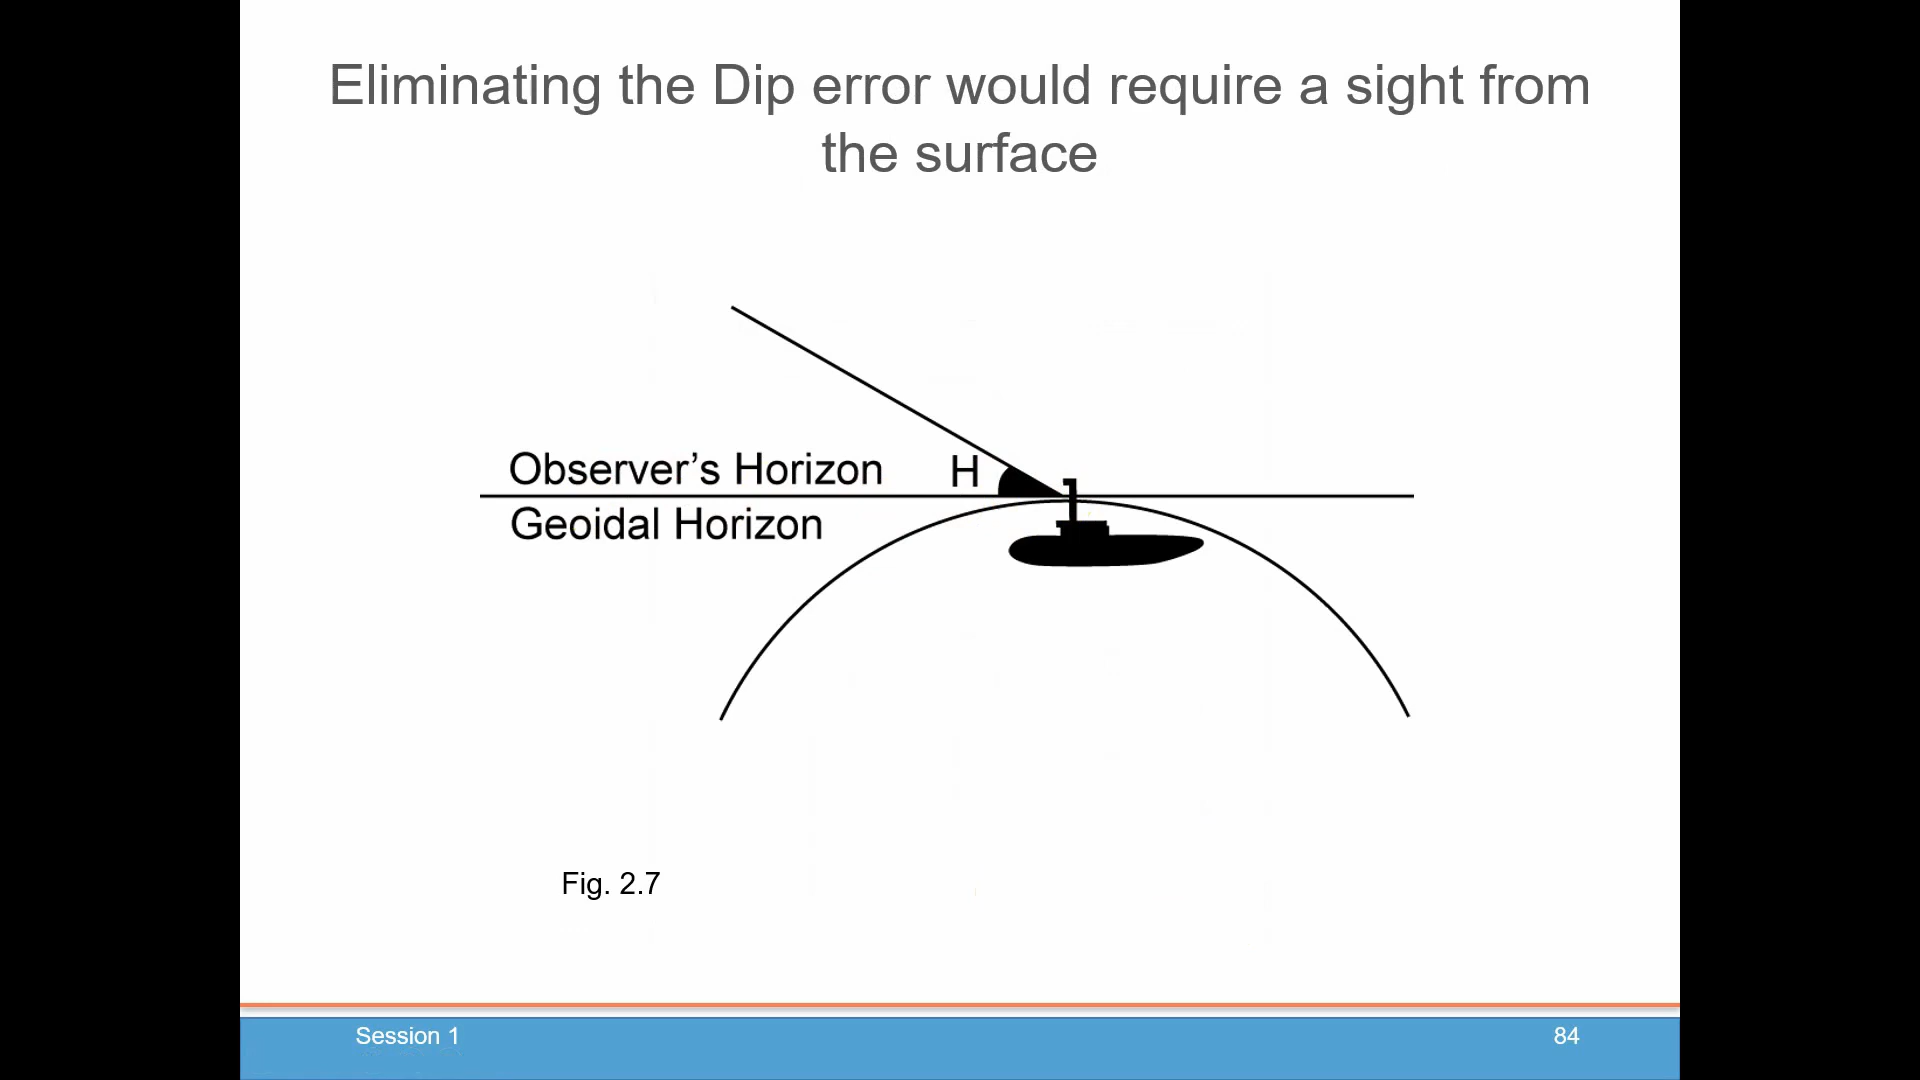 Eliminating the Dip error would require a sight from
the surface
Observer’s Horizon
H
Geoidal Horizon
Fig. 2.7
Session 1
84